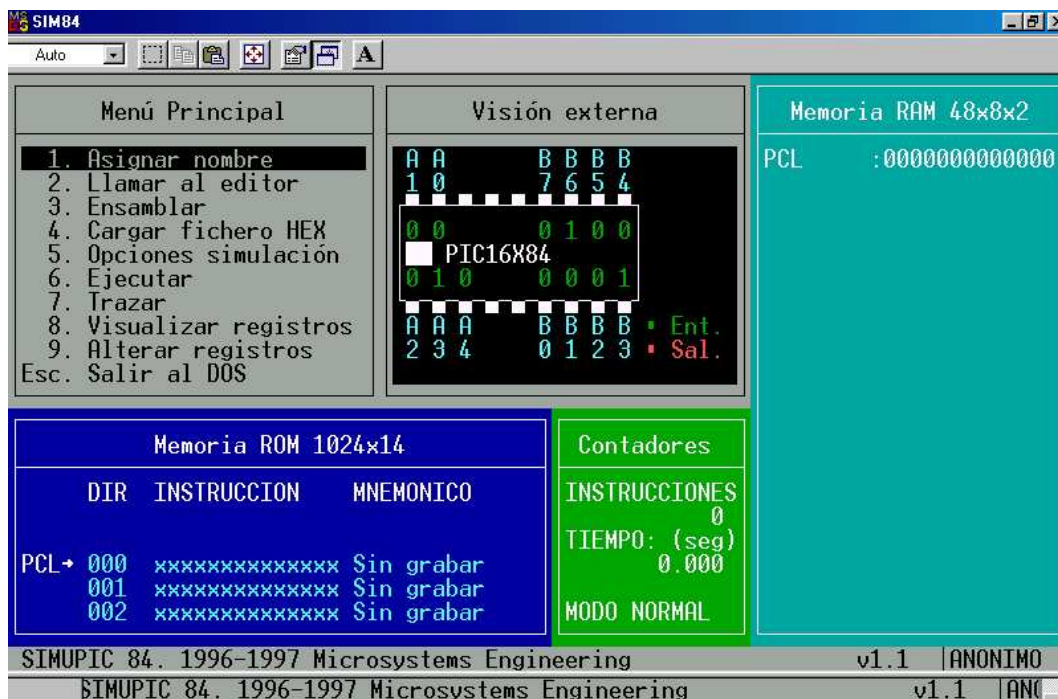 SIM84
Auto
A
Menú Principal
1. Asignar nombre
2. Llamar al editor
3. Ensamblar
4. Cargar fichero HEX
5. Opciones simulación
6. Ejecutar
7. Trazar
8. Visualizar registros
9. Alterar registros
Esc. Salir al DOS
Visión externa
A A B B B B
1 0 7 6 5 4
0 0 0 1 0 0
PIC16X84
0 1 0 0 0 0 1
A A A B B B B Ent.
2 3 4 0 1 2 3 Sal.
Memoria RAM 48x8x2
PCL :0000000000000
Memoria ROM 1024x14
DIR INSTRUCCION MNEMONICO
PCL→ 000 xxxxxxxxxxxxxx Sin grabar
001 xxxxxxxxxxxxxx Sin grabar
002 xxxxxxxxxxxxxx Sin grabar
Contadores
INSTRUCCIONES
0
TIEMPO: (seg)
0.000
MODO NORMAL
SIMUPIC 84. 1996-1997 Microsystems Engineering v1.1 |ANONIMO
SIMUPIC 84. 1996-1997 Microsystems Engineering v1.1